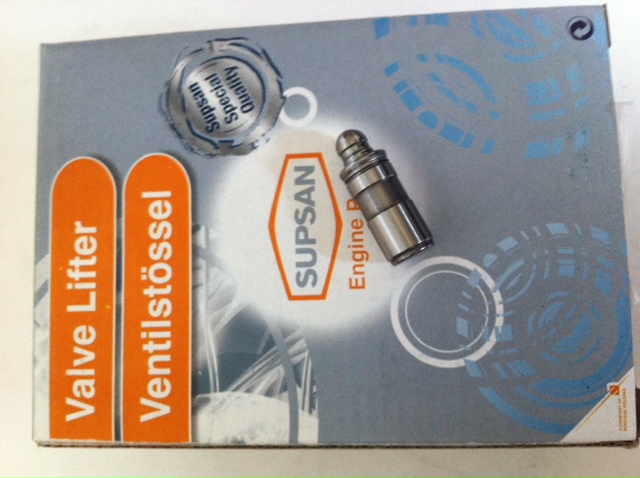 Valve Lifter
Ventilstössel
Supsan
Special
Quality
SUPSAN
Engine